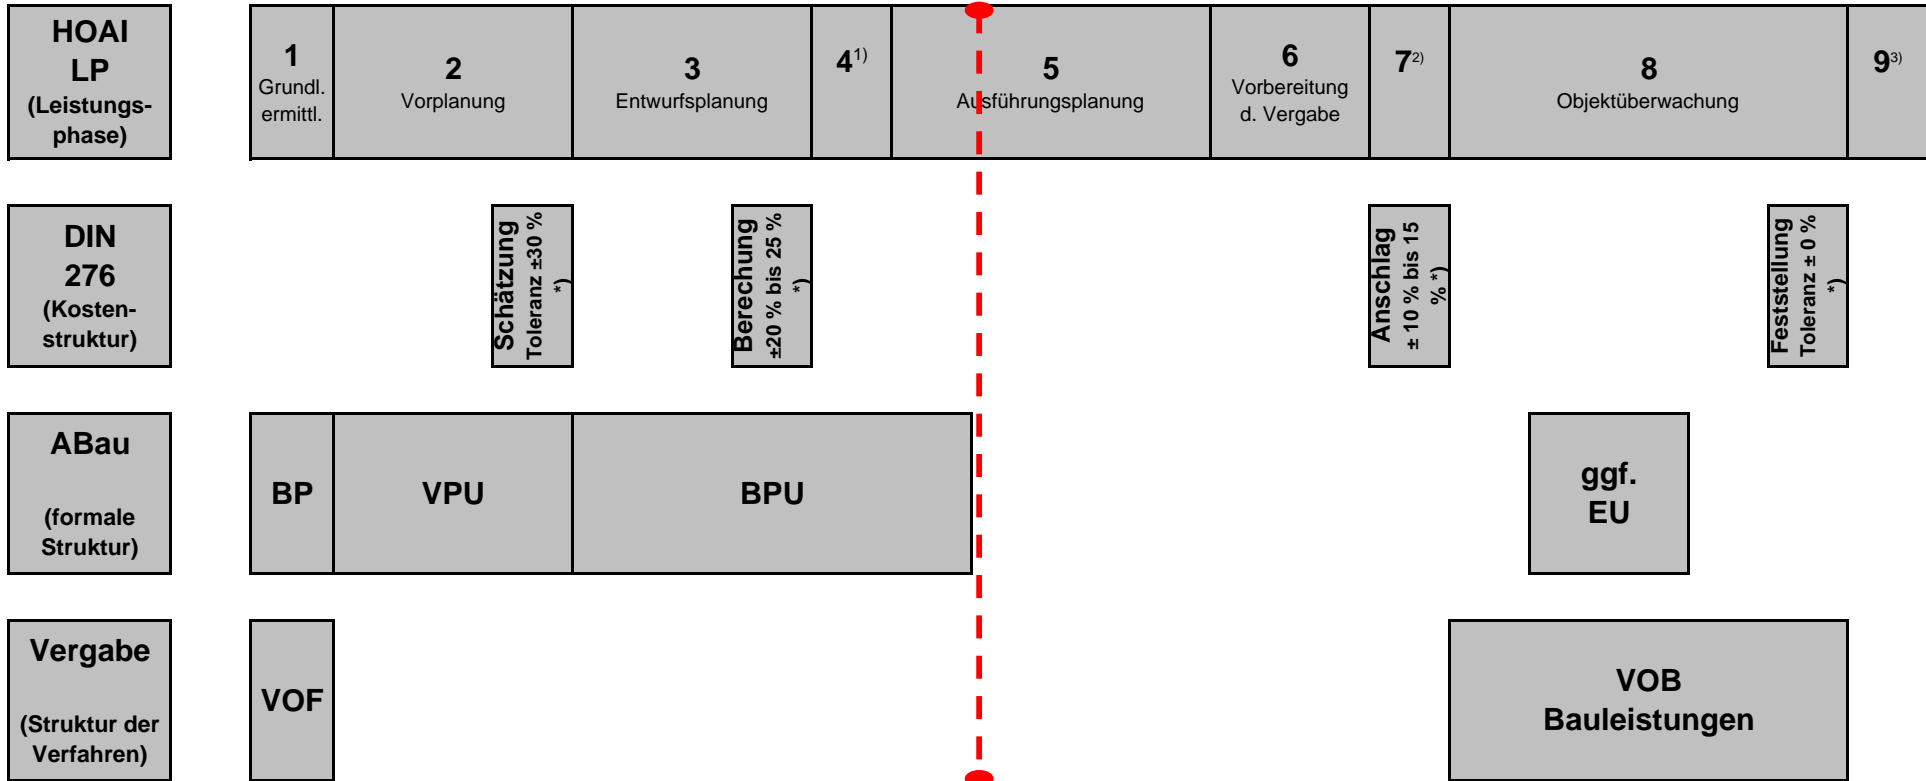 HOAI
LP
(Leistungs-
phase)
1
Grundl.
ermittl.
2
Vorplanung
3
Entwurfsplanung
4¹⁾
5
Ausführungsplanung
6
Vorbereitung
d. Vergabe
7²⁾
8
Objektüberwachung
9³⁾
DIN
276
(Kosten-
struktur)
Schätzung
Toleranz ±30 %
*)
Berechung
±20 % bis 25 %
*)
Anschlag
± 10 % bis 15
% *)
Feststellung
Toleranz ± 0 %
*)
ABau
(formale
Struktur)
BP
VPU
BPU
ggf.
EU
Vergabe
(Struktur der
Verfahren)
VOF
VOB
Bauleistungen